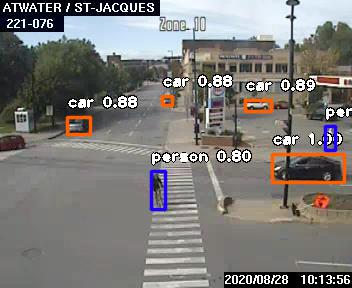 ATWATER / ST-JACQUES
221-076
Zone 10
car 0.88
car 0.88
car 0.89
per
car 1.00
person 0.80
2020/08/28 10:13:56